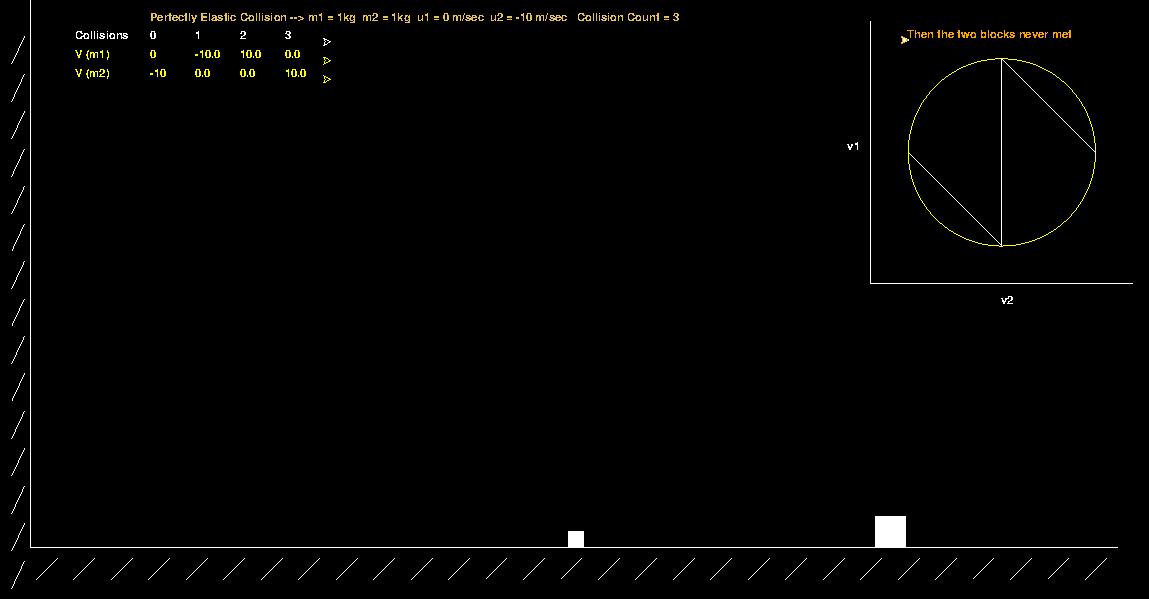 Perfectly Elastic Collision --> m1 = 1kg  m2 = 1kg  u1 = 0 m/sec  u2 = -10 m/sec   Collision Count = 3
Collisions 0 1 2 3
V (m1) 0 -10.0 10.0 0.0
V (m2) -10 0.0 0.0 10.0
Then the two blocks never met
v1
v2